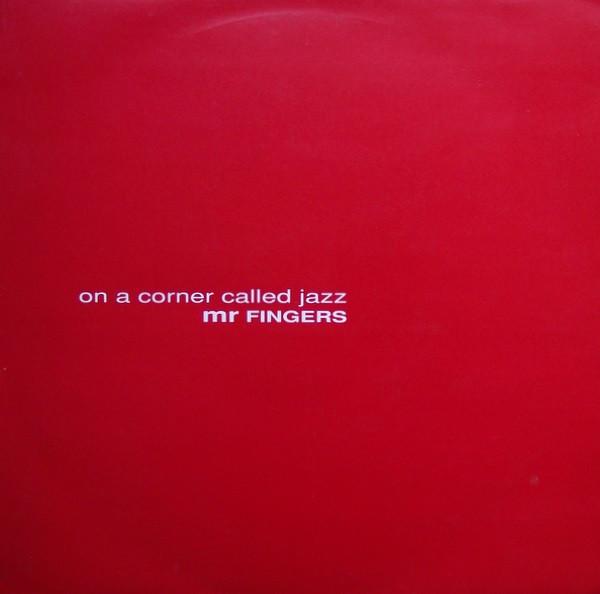 on a corner called jazz
mr FINGERS